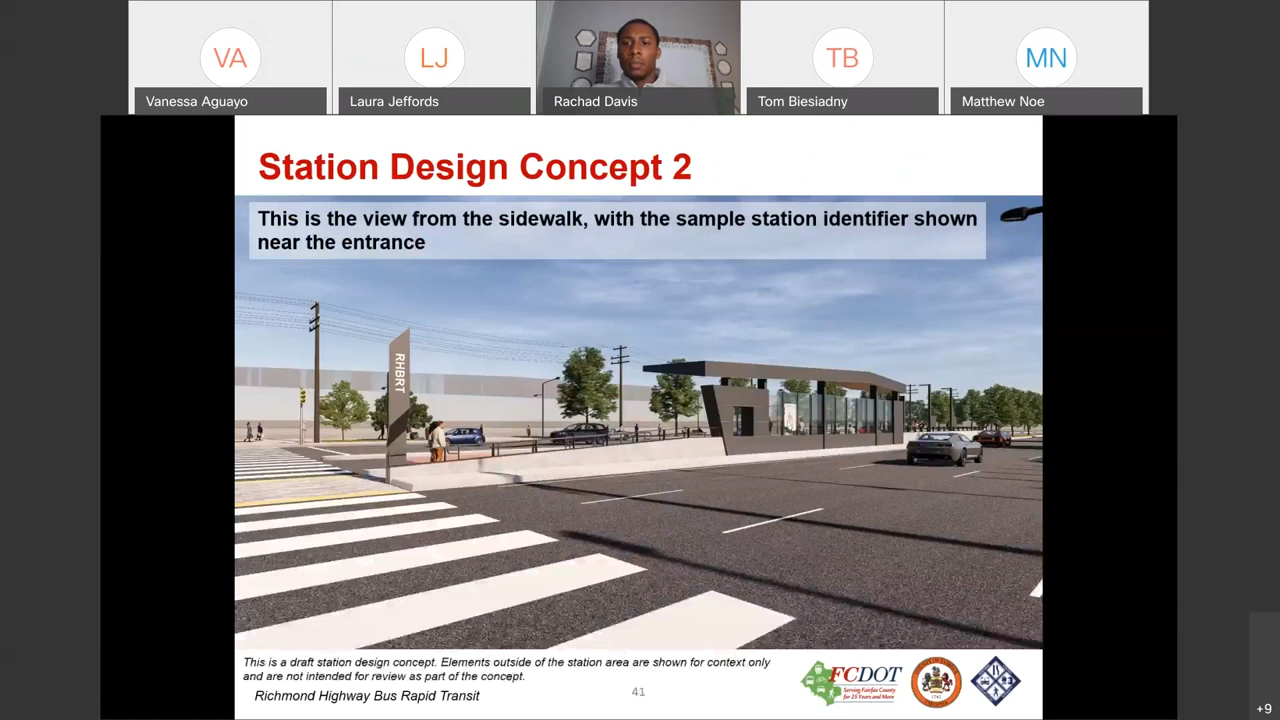 VA
LJ
TB
MN
Vanessa Aguayo
Laura Jeffords
Rachad Davis
Tom Biesiadny
Matthew Noe
Station Design Concept 2
This is the view from the sidewalk, with the sample station identifier shown
near the entrance
RHBRT
This is a draft station design concept. Elements outside of the station area are shown for context only
and are not intended for review as part of the concept.
Richmond Highway Bus Rapid Transit
41
FCDOT
Serving Fairfax County
for 25 Years and More
+9